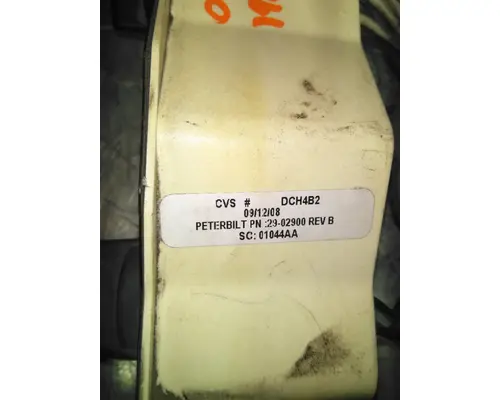 CVS # DCH4B2
09/12/08
PETERBILT PN :29-02900 REV B
SC: 01044AA